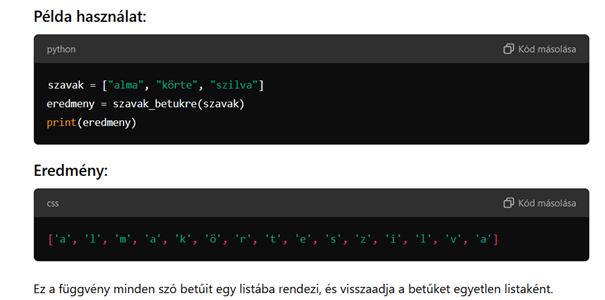 Példa használat:
python
Kód másolása
szavak = ["alma", "körte", "szilva"]
eredmeny = szavak_betukre(szavak)
print(eredmeny)
Eredmény:
css
Kód másolása
['a', 'l', 'm', 'a', 'k', 'ö', 'r', 't', 'e', 's', 'z', 'i', 'l', 'v', 'a']
Ez a függvény minden szó betűit egy listába rendezi, és visszaadja a betűket egyetlen listaként.